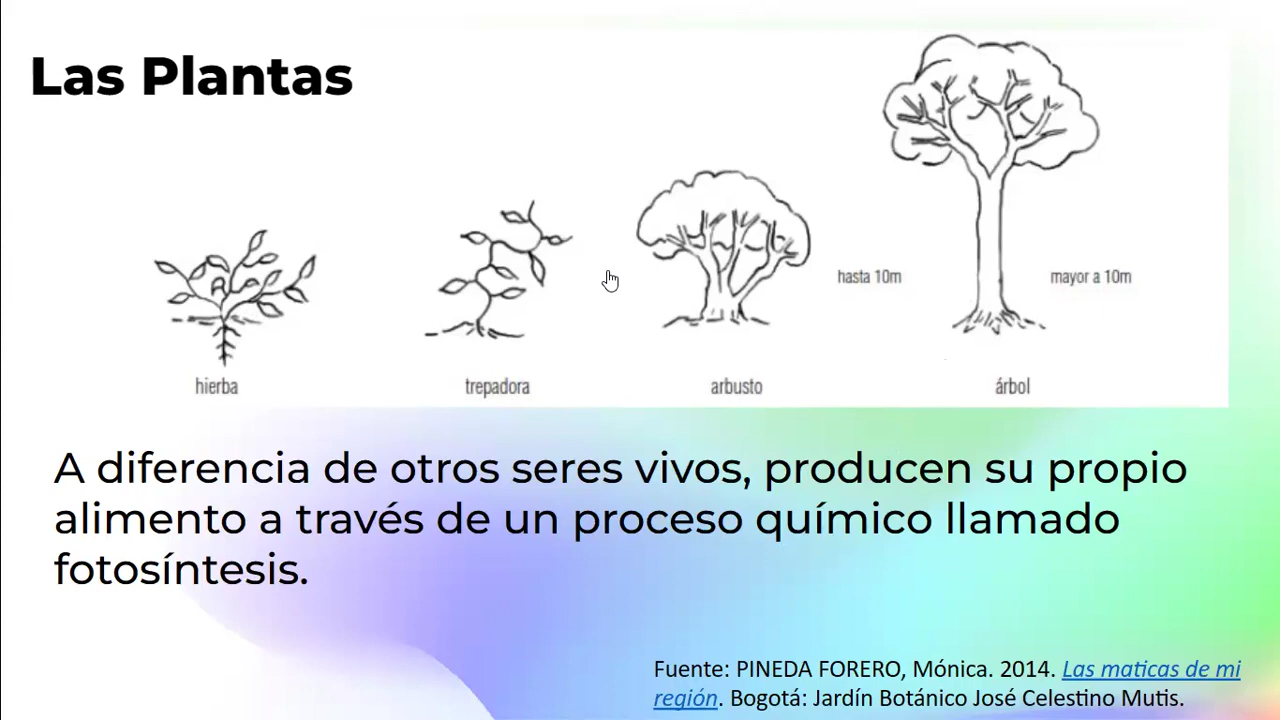 Las Plantas
hasta 10m
mayor a 10m
hierba
trepadora
arbusto
árbol
A diferencia de otros seres vivos, producen su propio
alimento a través de un proceso químico llamado
fotosíntesis.
Fuente: PINEDA FORERO, Mónica. 2014. Las maticas de mi
región. Bogotá: Jardín Botánico José Celestino Mutis.